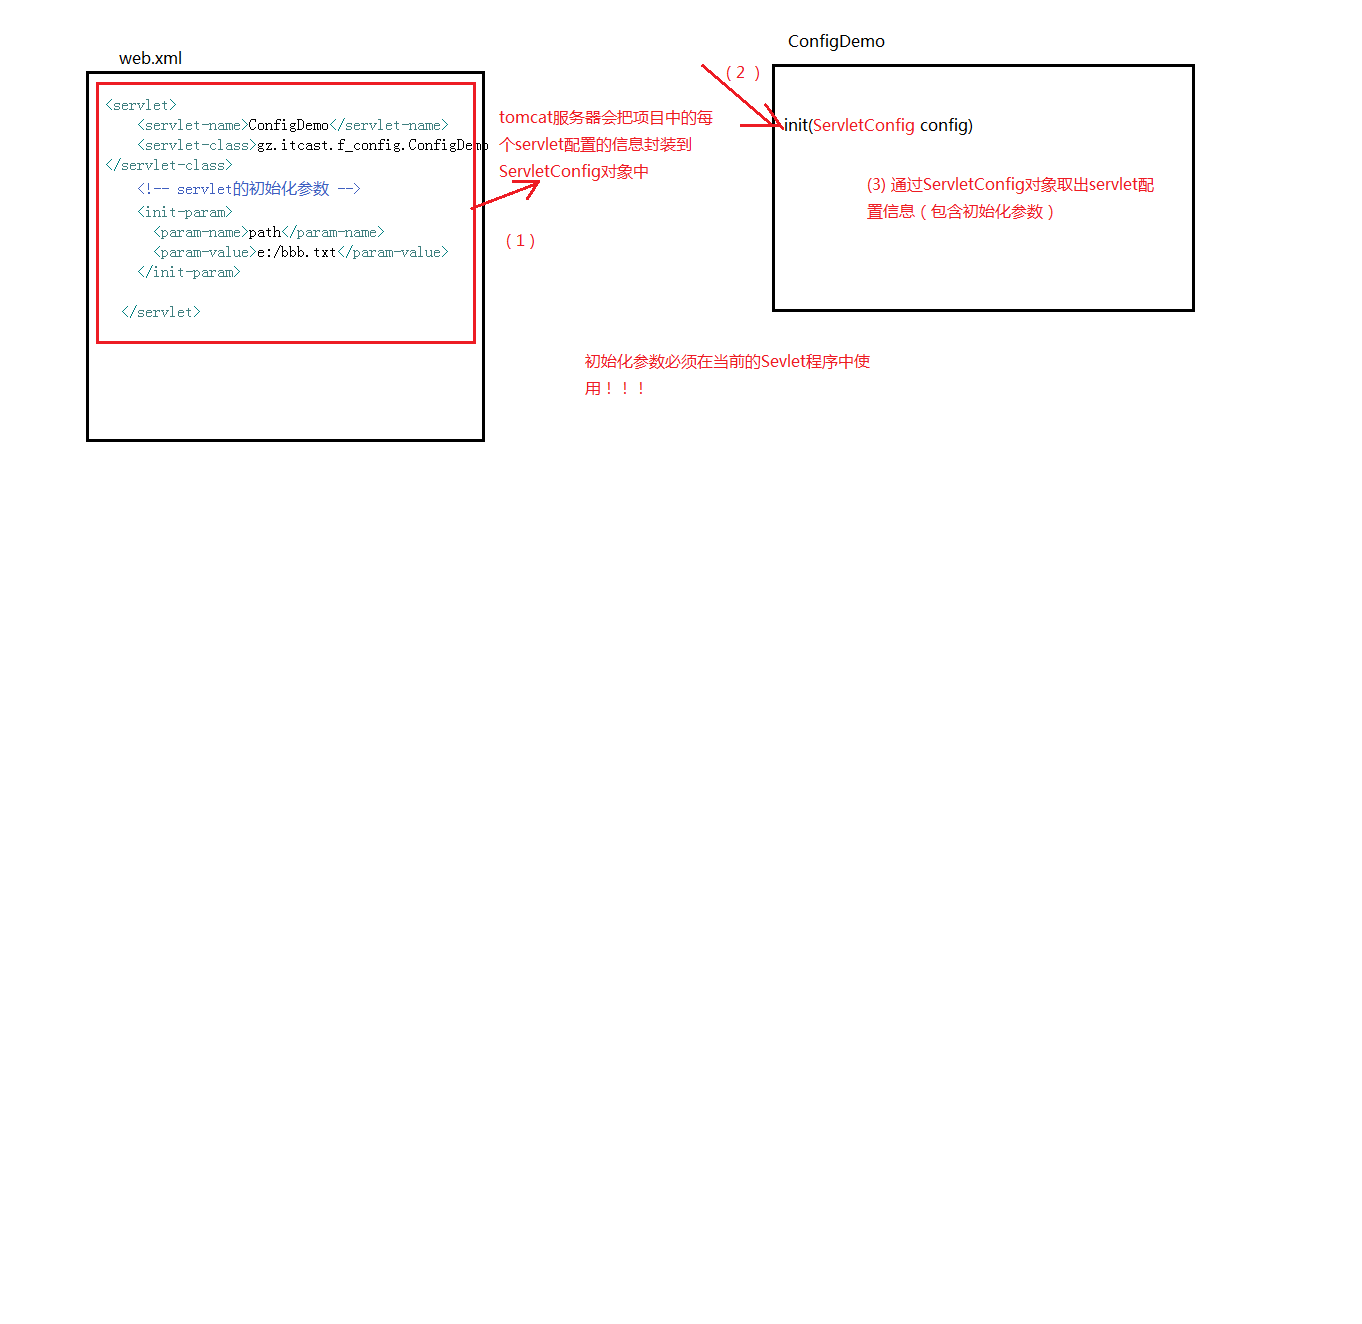 web.xml
<servlet>
<servlet-name>ConfigDemo</servlet-name>
<servlet-class>gz.itcast.f_config.ConfigDemo
</servlet-class>
<!-- servlet的初始化参数 -->
<init-param>
<param-name>path</param-name>
<param-value>e:/bbb.txt</param-value>
</init-param>
</servlet>
tomcat服务器会把项目中的每
个servlet配置的信息封装到
ServletConfig对象中
（1）
ConfigDemo
（2 ）
init(ServletConfig config)
(3) 通过ServletConfig对象取出servlet配
置信息（包含初始化参数）
初始化参数必须在当前的Sevlet程序中使
用！！！